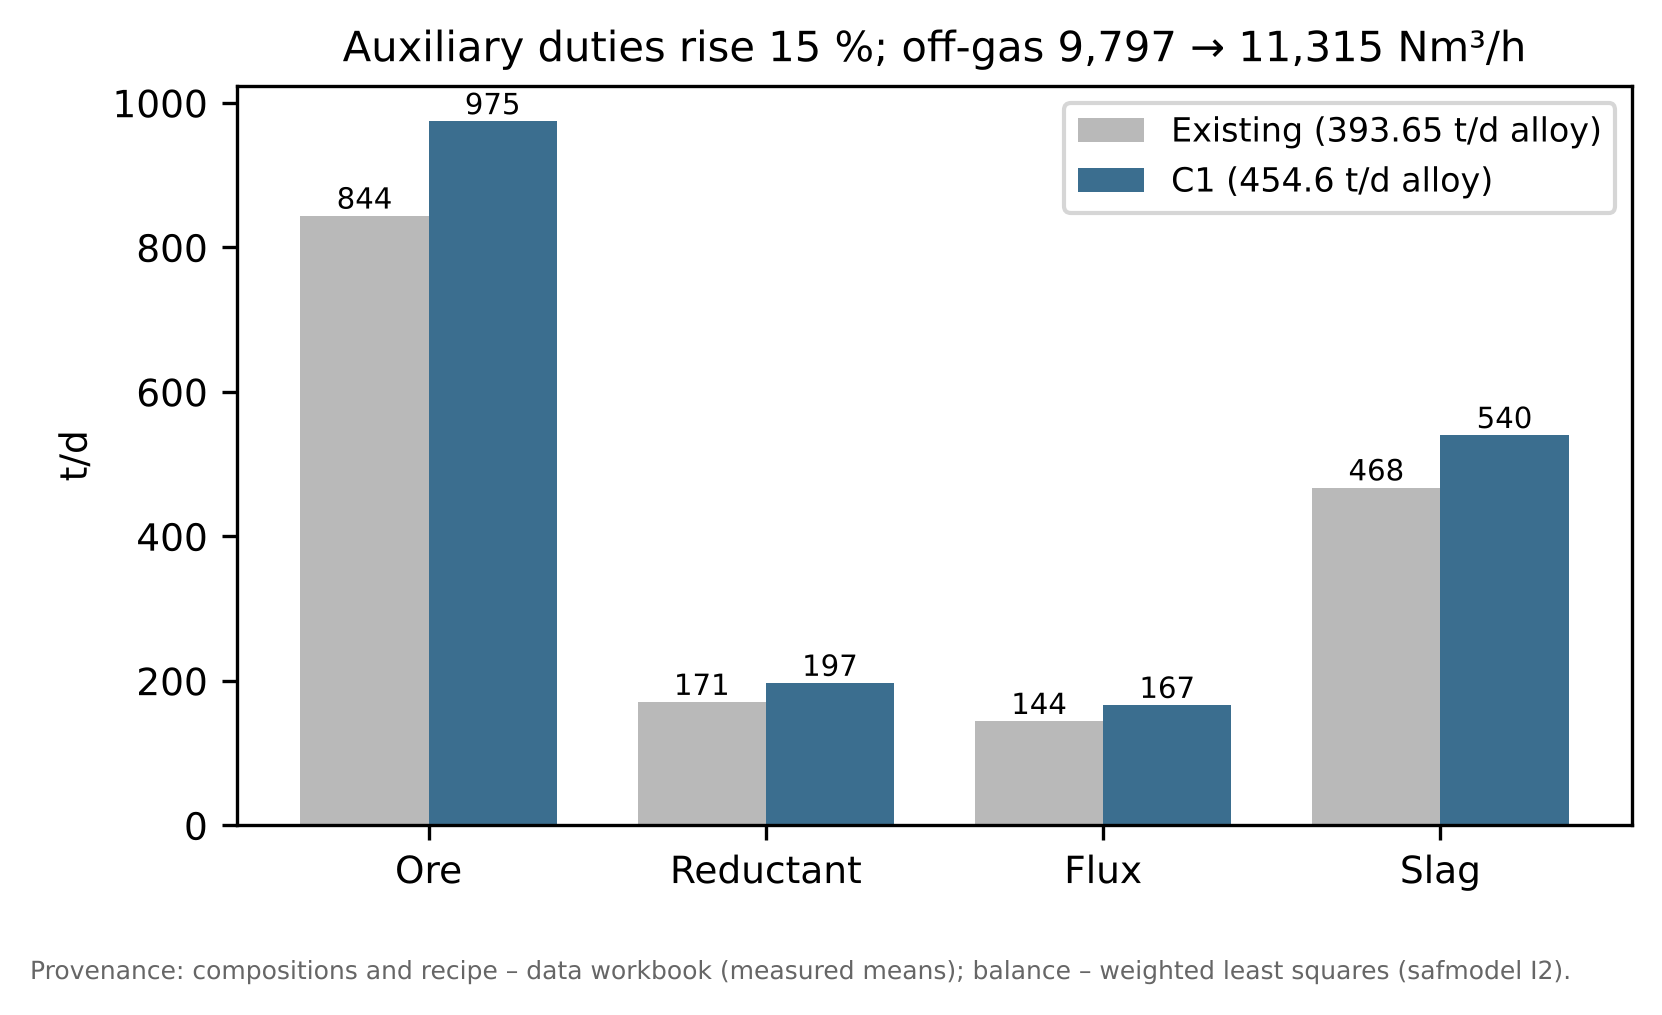 Auxiliary duties rise 15 %; off-gas 9,797 → 11,315 Nm³/h
Existing (393.65 t/d alloy)
C1 (454.6 t/d alloy)
t/d
1000
800
600
400
200
0
844
975
171
197
144
167
468
540
Ore
Reductant
Flux
Slag
Provenance: compositions and recipe – data workbook (measured means); balance – weighted least squares (safmodel I2).